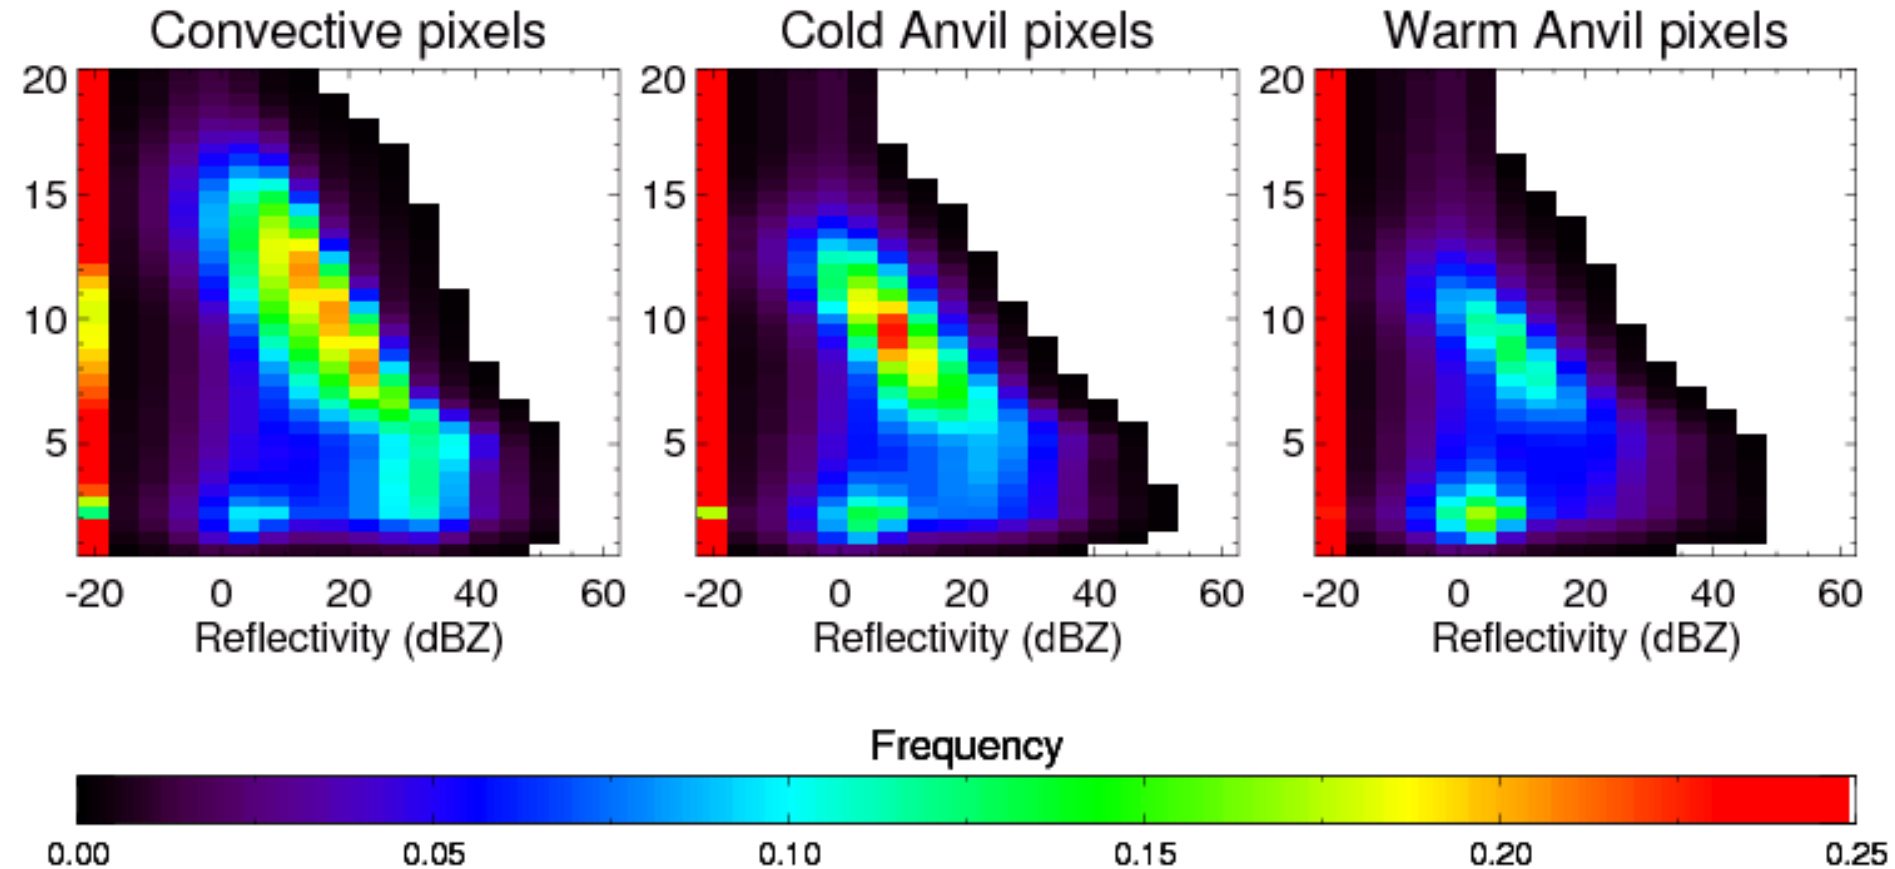 Convective pixels Cold Anvil pixels Warm Anvil pixels
20 20 20
15 15 15
10 10 10
5 5 5
-20 0 20 40 60 -20 0 20 40 60 -20 0 20 40 60
Reflectivity (dBZ) Reflectivity (dBZ) Reflectivity (dBZ)
Frequency
0.00 0.05 0.10 0.15 0.20 0.25